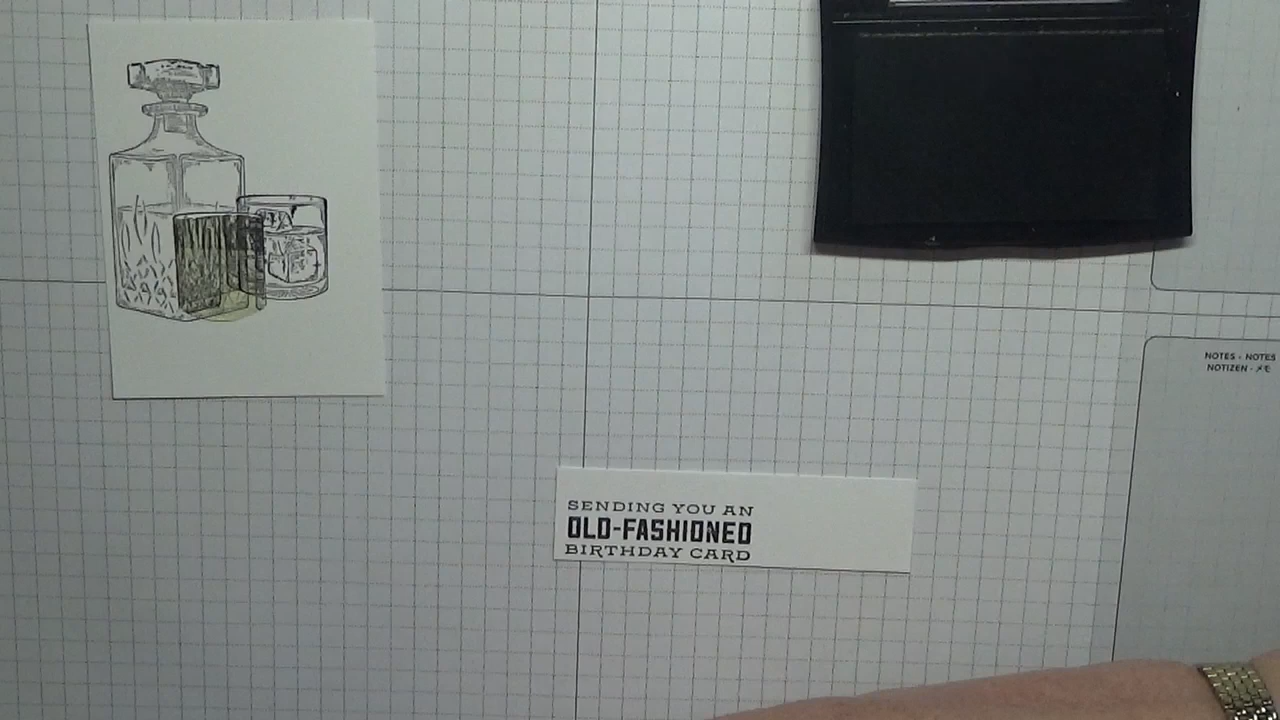 NOTES · NOTES
NOTIZEN · メモ
SENDING YOU AN
OLD-FASHIONED
BIRTHDAY CARD